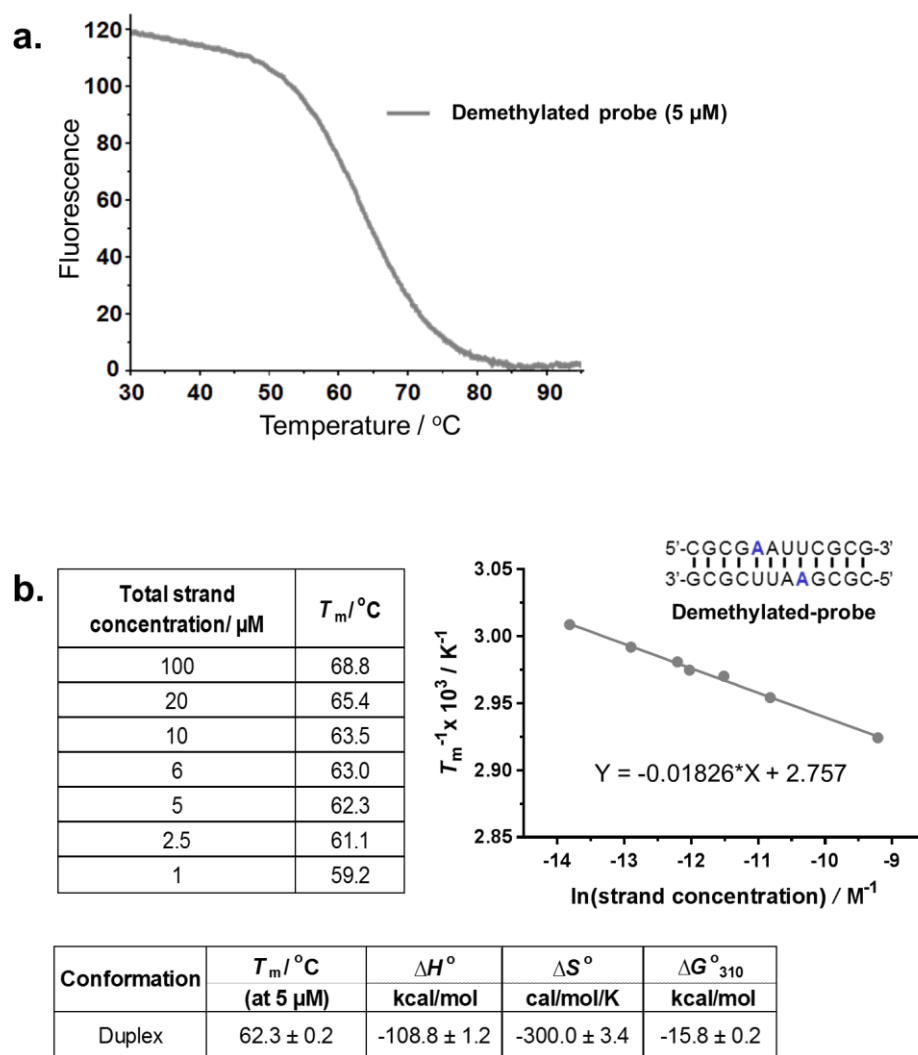 a.
120
100
80
60
40
20
0
Fluorescence
Demethylated probe (5 µM)
30 40 50 60 70 80 90
Temperature / °C
b.
Total strand concentration/ µM Tm/°C
100 68.8
20 65.4
10 63.5
6 63.0
5 62.3
2.5 61.1
1 59.2
5'-CGCGAAUUCGCG-3'
3'-GCGCUUAAGCGC-5'
Demethylated-probe
3.05
3.00
2.95
2.90
2.85
Tm⁻¹ x 10³ / K⁻¹
Y = -0.01826*X + 2.757
-14 -13 -12 -11 -10 -9
ln(strand concentration) / M⁻¹
Conformation Tm/°C ΔH° ΔS° ΔG°310
(at 5 µM) kcal/mol cal/mol/K kcal/mol
Duplex 62.3 ± 0.2 -108.8 ± 1.2 -300.0 ± 3.4 -15.8 ± 0.2